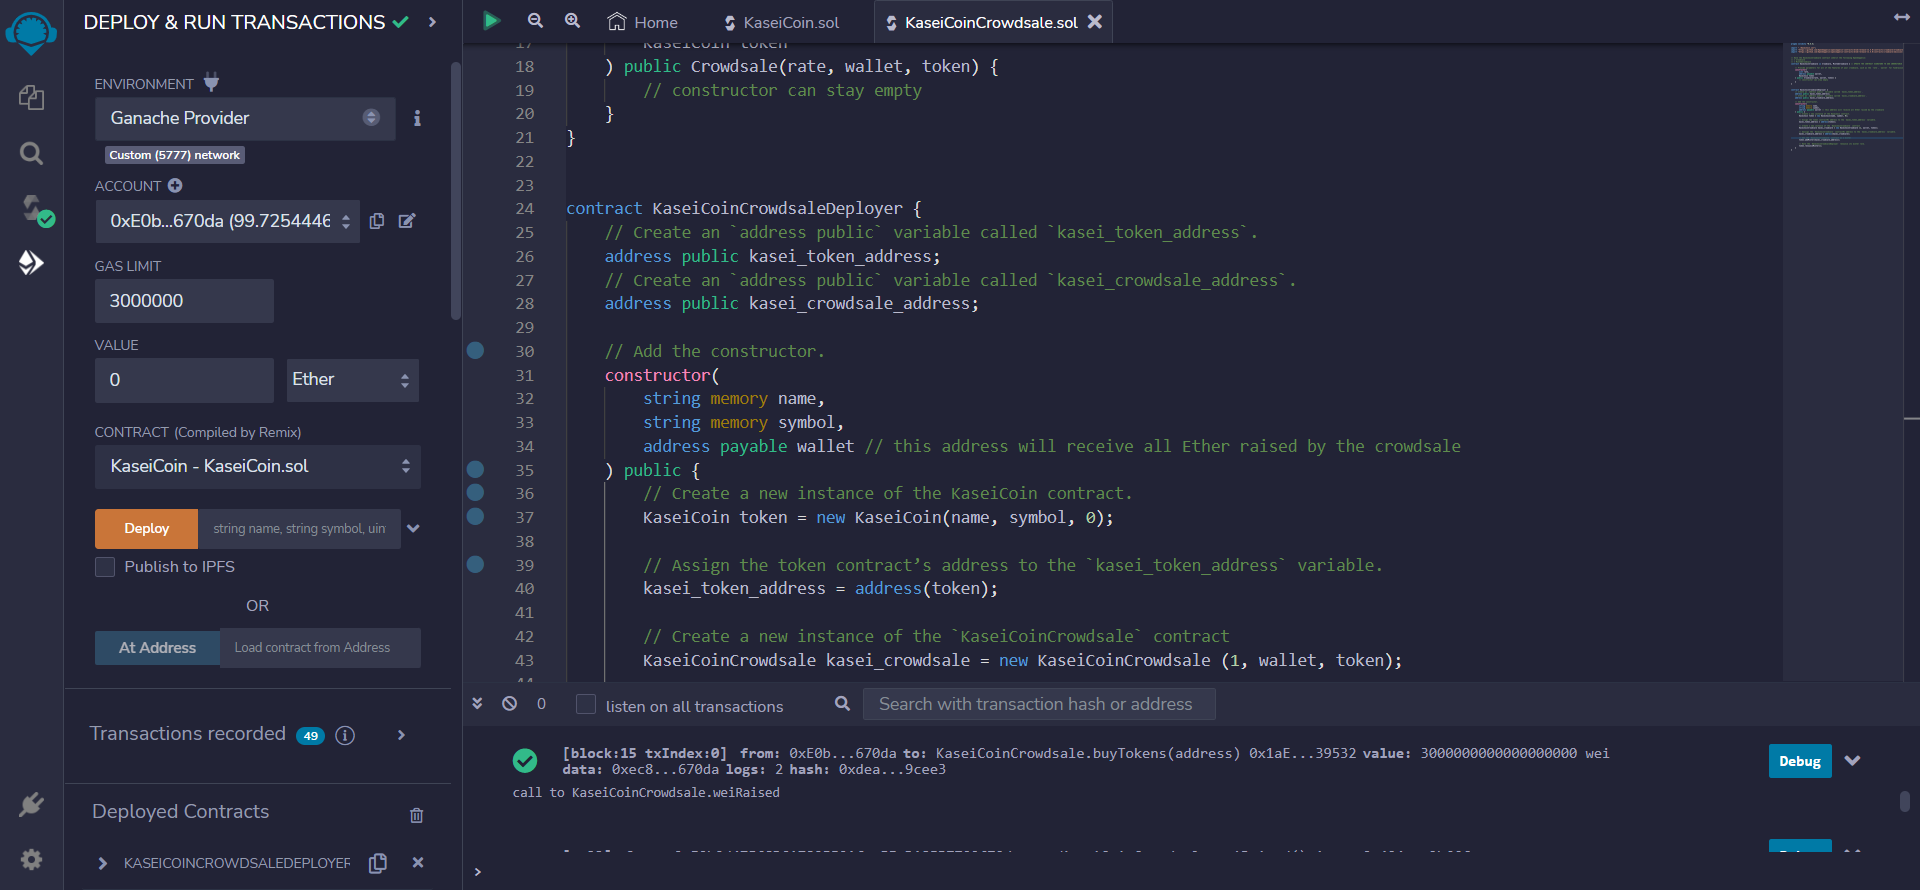 DEPLOY & RUN TRANSACTIONS
ENVIRONMENT
Ganache Provider
Custom (5777) network
ACCOUNT
0xE0b...670da (99.7254446
GAS LIMIT
3000000
VALUE
0
Ether
CONTRACT (Compiled by Remix)
KaseiCoin - KaseiCoin.sol
Deploy
string name, string symbol, uin
Publish to IPFS
OR
At Address
Load contract from Address
Transactions recorded 49
Deployed Contracts
KASEICOINCROWDSALEDEPLOYER
Home
KaseiCoin.sol
KaseiCoinCrowdsale.sol
17 KaseiCoin token
18 ) public Crowdsale(rate, wallet, token) {
19 // constructor can stay empty
20 }
21 }
22
23
24 contract KaseiCoinCrowdsaleDeployer {
25 // Create an `address public` variable called `kasei_token_address`.
26 address public kasei_token_address;
27 // Create an `address public` variable called `kasei_crowdsale_address`.
28 address public kasei_crowdsale_address;
29
30 // Add the constructor.
31 constructor(
32 string memory name,
33 string memory symbol,
34 address payable wallet // this address will receive all Ether raised by the crowdsale
35 ) public {
36 // Create a new instance of the KaseiCoin contract.
37 KaseiCoin token = new KaseiCoin(name, symbol, 0);
38
39 // Assign the token contract’s address to the `kasei_token_address` variable.
40 kasei_token_address = address(token);
41
42 // Create a new instance of the `KaseiCoinCrowdsale` contract
43 KaseiCoinCrowdsale kasei_crowdsale = new KaseiCoinCrowdsale (1, wallet, token);
0
listen on all transactions
Search with transaction hash or address
[block:15 txIndex:0] from: 0xE0b...670da to: KaseiCoinCrowdsale.buyTokens(address) 0x1aE...39532 value: 3000000000000000000 wei
data: 0xec8...670da logs: 2 hash: 0xdea...9cee3
Debug
call to KaseiCoinCrowdsale.weiRaised
>